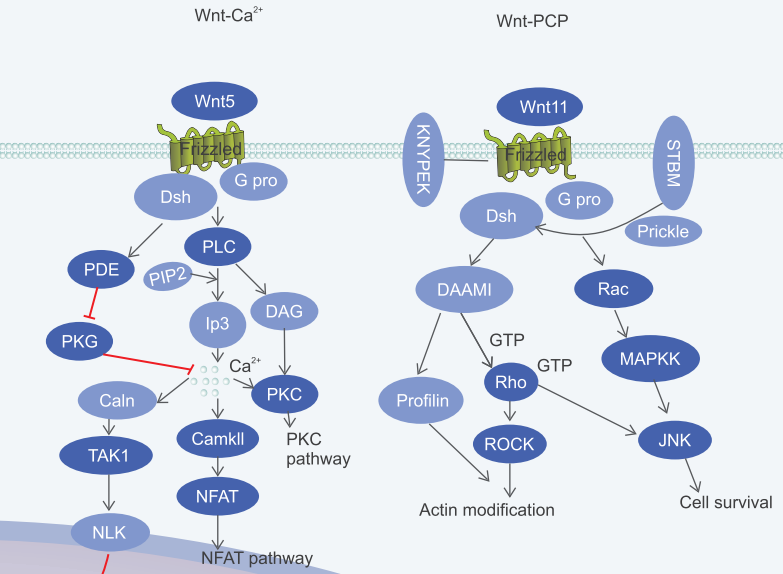 Wnt-Ca²⁺
Wnt-PCP
Wnt5
Wnt11
Frizzled
Frizzled
KNYPEK
STBM
G pro
Dsh
G pro
Dsh
Prickle
PLC
PDE
PIP2
DAAMI
Rac
Ip3
DAG
PKG
GTP
GTP
MAPKK
Ca²⁺
Rho
PKC
Caln
Profilin
Camkll
PKC
pathway
ROCK
JNK
TAK1
NFAT
Actin modification
Cell survival
NLK
NFAT pathway